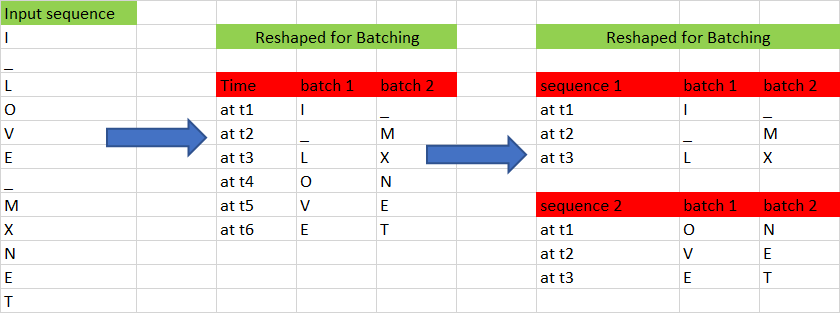 Input sequence
I
_
L
O
V
E
_
M
X
N
E
T
Reshaped for Batching
Time batch 1 batch 2
at t1 I _
at t2 _ M
at t3 L X
at t4 O N
at t5 V E
at t6 E T
Reshaped for Batching
sequence 1 batch 1 batch 2
at t1 I _
at t2 _ M
at t3 L X
sequence 2 batch 1 batch 2
at t1 O N
at t2 V E
at t3 E T